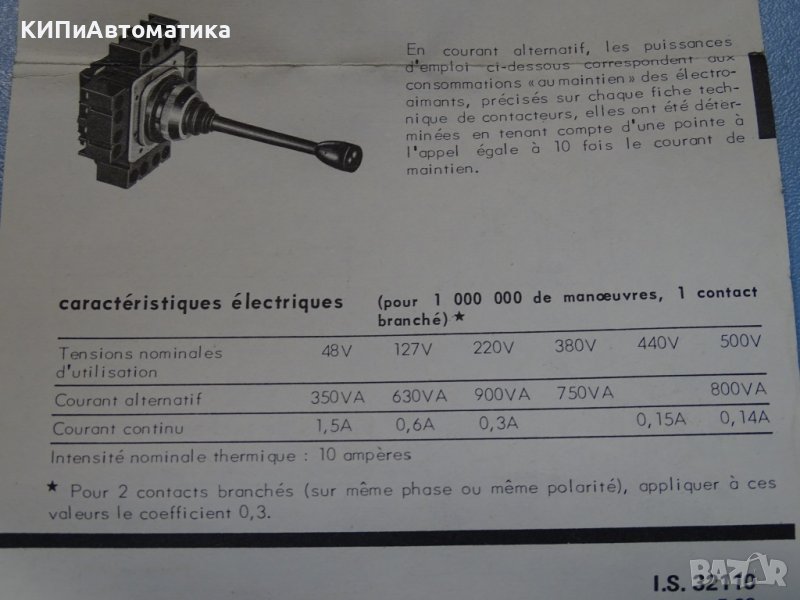 КИПиАвтоматика
En courant alternatif, les puissances
d'emploi ci-dessous correspondent aux
consommations «au maintien» des électro-
aimants, précisés sur chaque fiche tech-
nique de contacteurs, elles ont été déter-
minées en tenant compte d'une pointe à
l'appel égale à 10 fois le courant de
maintien.
caractéristiques électriques (pour 1 000 000 de manœuvres, 1 contact
branché) ★
Tensions nominales 48V 127V 220V 380V 440V 500V
d'utilisation
Courant alternatif 350VA 630VA 900VA 750VA 800VA
Courant continu 1,5A 0,6A 0,3A 0,15A 0,14A
Intensité nominale thermique : 10 ampères
★ Pour 2 contacts branchés (sur même phase ou même polarité), appliquer à ces
valeurs le coefficient 0,3.
I.S. 32110
BAZAR